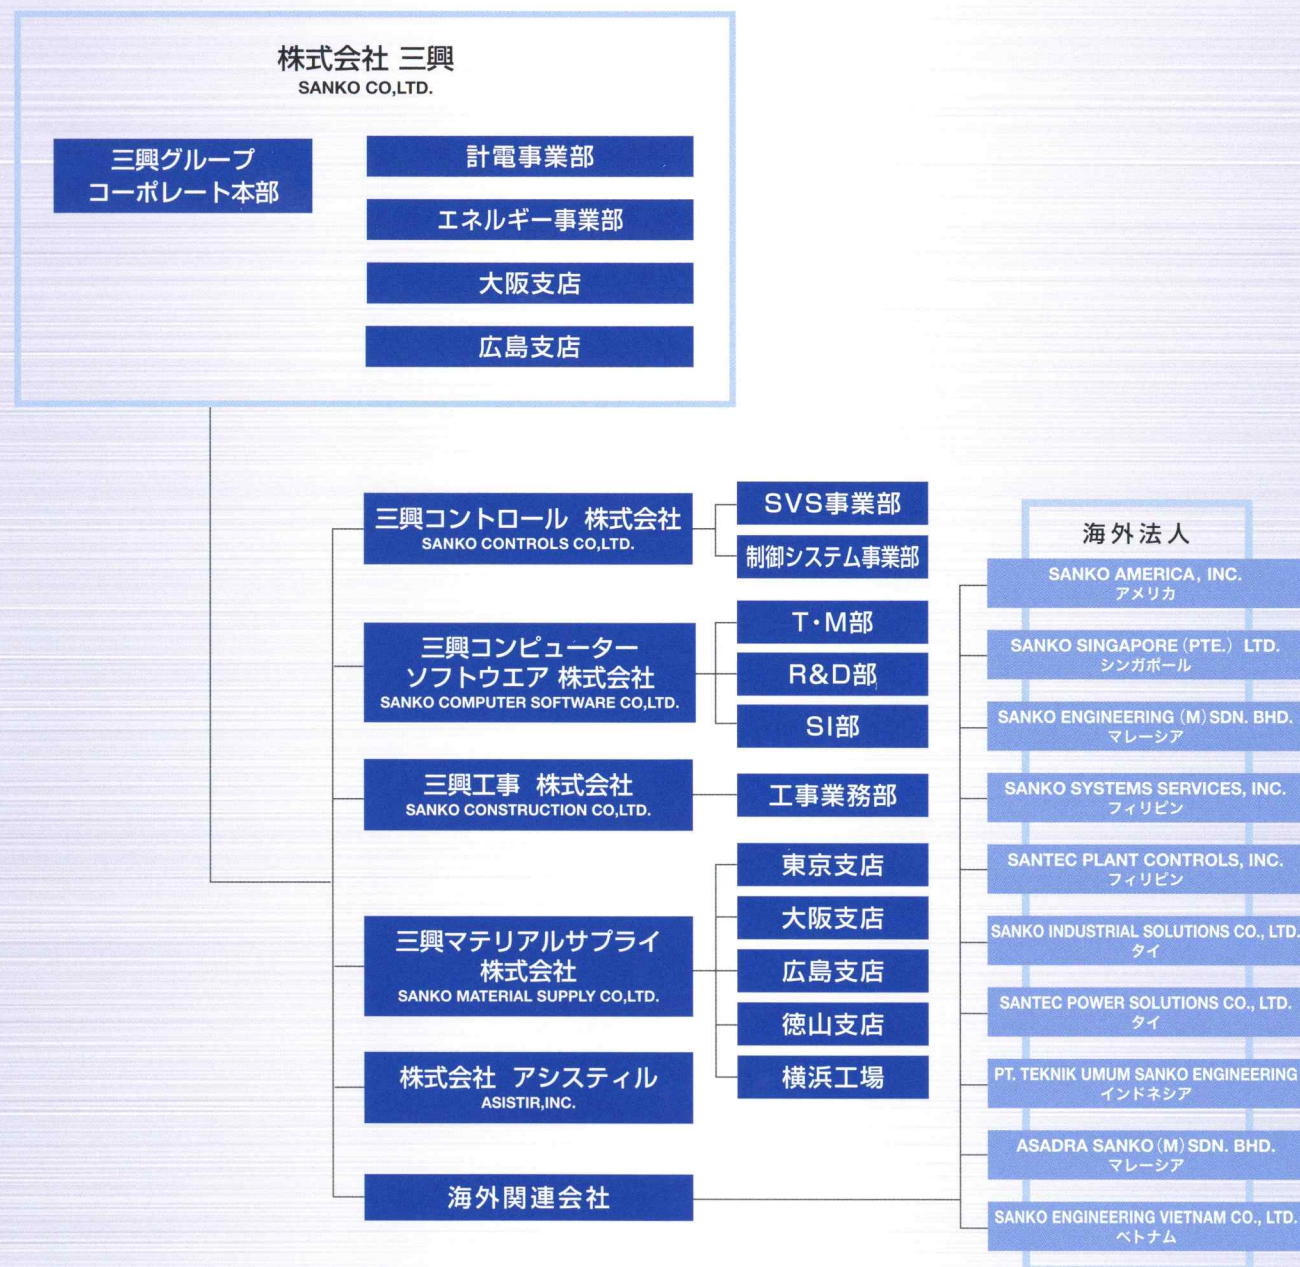 株式会社 三興
SANKO CO,LTD.
三興グループ
コーポレート本部
計電事業部
エネルギー事業部
大阪支店
広島支店
三興コントロール 株式会社
SANKO CONTROLS CO,LTD.
SVS事業部
制御システム事業部
三興コンピューター
ソフトウエア 株式会社
SANKO COMPUTER SOFTWARE CO,LTD.
T・M部
R&D部
SI部
三興工事 株式会社
SANKO CONSTRUCTION CO,LTD.
工事業務部
三興マテリアルサプライ
株式会社
SANKO MATERIAL SUPPLY CO,LTD.
東京支店
大阪支店
広島支店
徳山支店
横浜工場
株式会社 アシスティル
ASISTIR,INC.
海外関連会社
海外法人
SANKO AMERICA, INC.
アメリカ
SANKO SINGAPORE (PTE.) LTD.
シンガポール
SANKO ENGINEERING (M) SDN. BHD.
マレーシア
SANKO SYSTEMS SERVICES, INC.
フィリピン
SANTEC PLANT CONTROLS, INC.
フィリピン
SANKO INDUSTRIAL SOLUTIONS CO., LTD.
タイ
SANTEC POWER SOLUTIONS CO., LTD.
タイ
PT. TEKNIK UMUM SANKO ENGINEERING
インドネシア
ASADRA SANKO (M) SDN. BHD.
マレーシア
SANKO ENGINEERING VIETNAM CO., LTD.
ベトナム